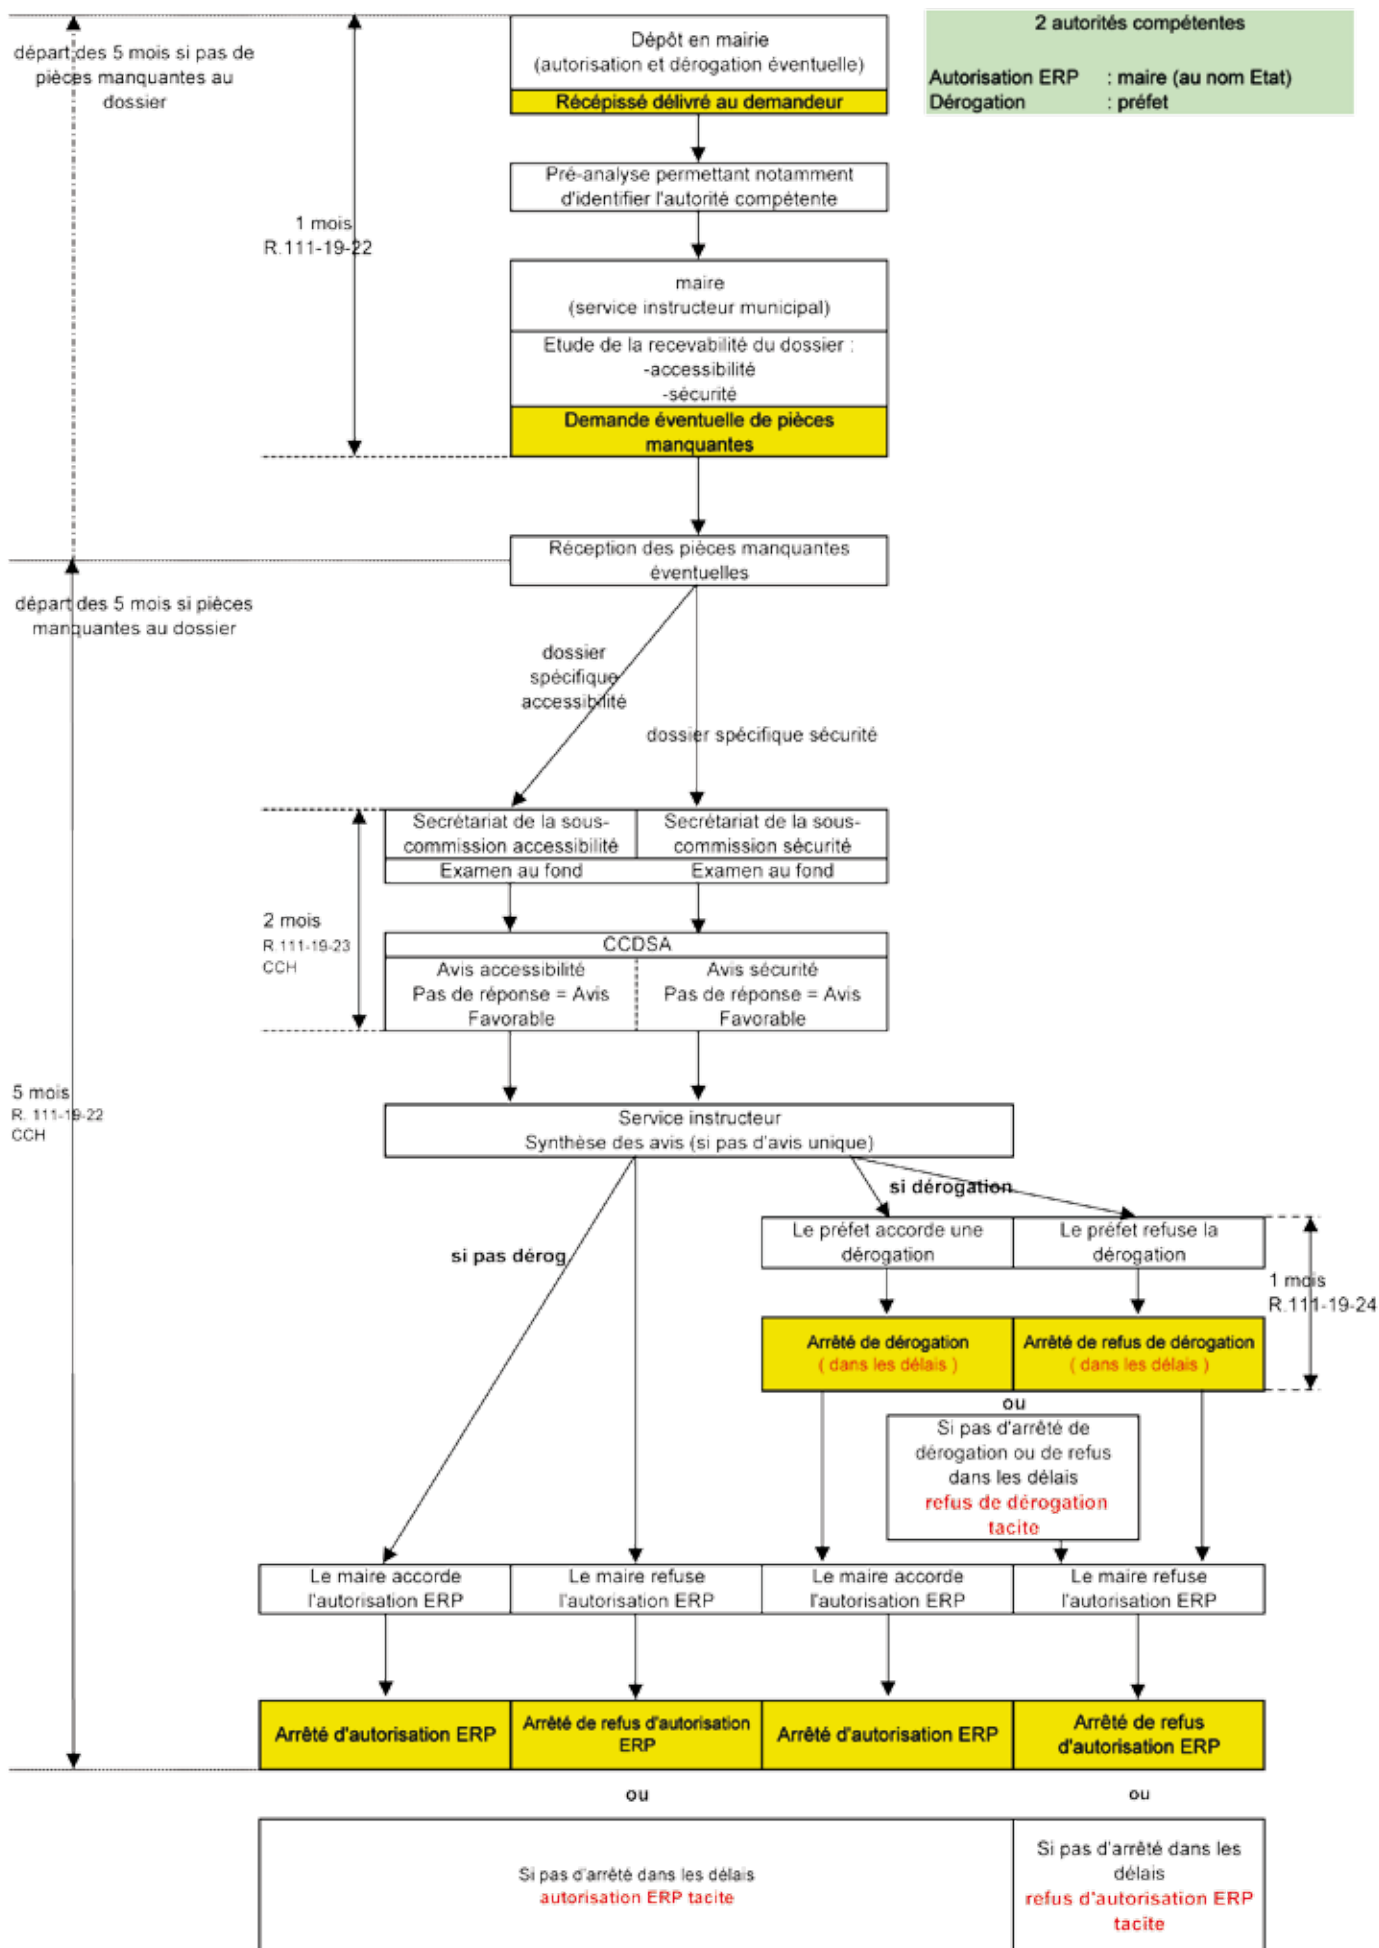 départ des 5 mois si pas de
pièces manquantes au
dossier
Dépôt en mairie
(autorisation et dérogation éventuelle)
Récépissé délivré au demandeur
2 autorités compétentes
Autorisation ERP : maire (au nom Etat)
Dérogation : préfet
Pré-analyse permettant notamment
d'identifier l'autorité compétente
1 mois
R.111-19-22
maire
(service instructeur municipal)
Etude de la recevabilité du dossier :
-accessibilité
-sécurité
Demande éventuelle de pièces
manquantes
Réception des pièces manquantes
éventuelles
départ des 5 mois si pièces
manquantes au dossier
dossier
spécifique
accessibilité
dossier spécifique sécurité
Secrétariat de la sous-
commission accessibilité
Secrétariat de la sous-
commission sécurité
Examen au fond
Examen au fond
2 mois
R.111-19-23
CCH
CCDSA
Avis accessibilité
Pas de réponse = Avis
Favorable
Avis sécurité
Pas de réponse = Avis
Favorable
5 mois
R. 111-19-22
CCH
Service instructeur
Synthèse des avis (si pas d'avis unique)
si dérogation
si pas dérog
Le préfet accorde une
dérogation
Le préfet refuse la
dérogation
1 mois
R.111-19-24
Arrêté de dérogation
( dans les délais )
Arrêté de refus de dérogation
( dans les délais )
ou
Si pas d'arrêté de
dérogation ou de refus
dans les délais
refus de dérogation
tacite
Le maire accorde
l'autorisation ERP
Le maire refuse
l'autorisation ERP
Le maire accorde
l'autorisation ERP
Le maire refuse
l'autorisation ERP
Arrêté d'autorisation ERP
Arrêté de refus d'autorisation
ERP
Arrêté d'autorisation ERP
Arrêté de refus
d'autorisation ERP
ou
ou
Si pas d'arrêté dans les délais
autorisation ERP tacite
Si pas d'arrêté dans les
délais
refus d'autorisation ERP
tacite